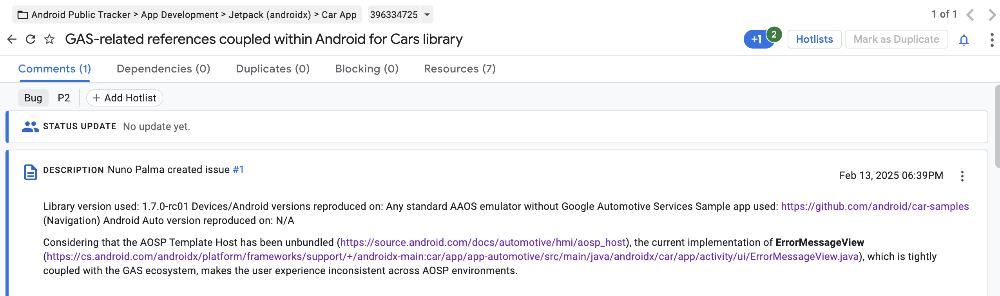 Android Public Tracker > App Development > Jetpack (androidx) > Car App 396334725 1 of 1
GAS-related references coupled within Android for Cars library +1 2 Hotlists Mark as Duplicate
Comments (1) Dependencies (0) Duplicates (0) Blocking (0) Resources (7)
Bug P2 + Add Hotlist
STATUS UPDATE No update yet.
DESCRIPTION Nuno Palma created issue #1
Feb 13, 2025 06:39PM
Library version used: 1.7.0-rc01 Devices/Android versions reproduced on: Any standard AAOS emulator without Google Automotive Services Sample app used: https://github.com/android/car-samples
(Navigation) Android Auto version reproduced on: N/A
Considering that the AOSP Template Host has been unbundled (https://source.android.com/docs/automotive/hmi/aosp_host), the current implementation of ErrorMessageView
(https://cs.android.com/androidx/platform/frameworks/support/+/androidx-main:car/app/app-automotive/src/main/java/androidx/car/app/activity/ui/ErrorMessageView.java), which is tightly
coupled with the GAS ecosystem, makes the user experience inconsistent across AOSP environments.